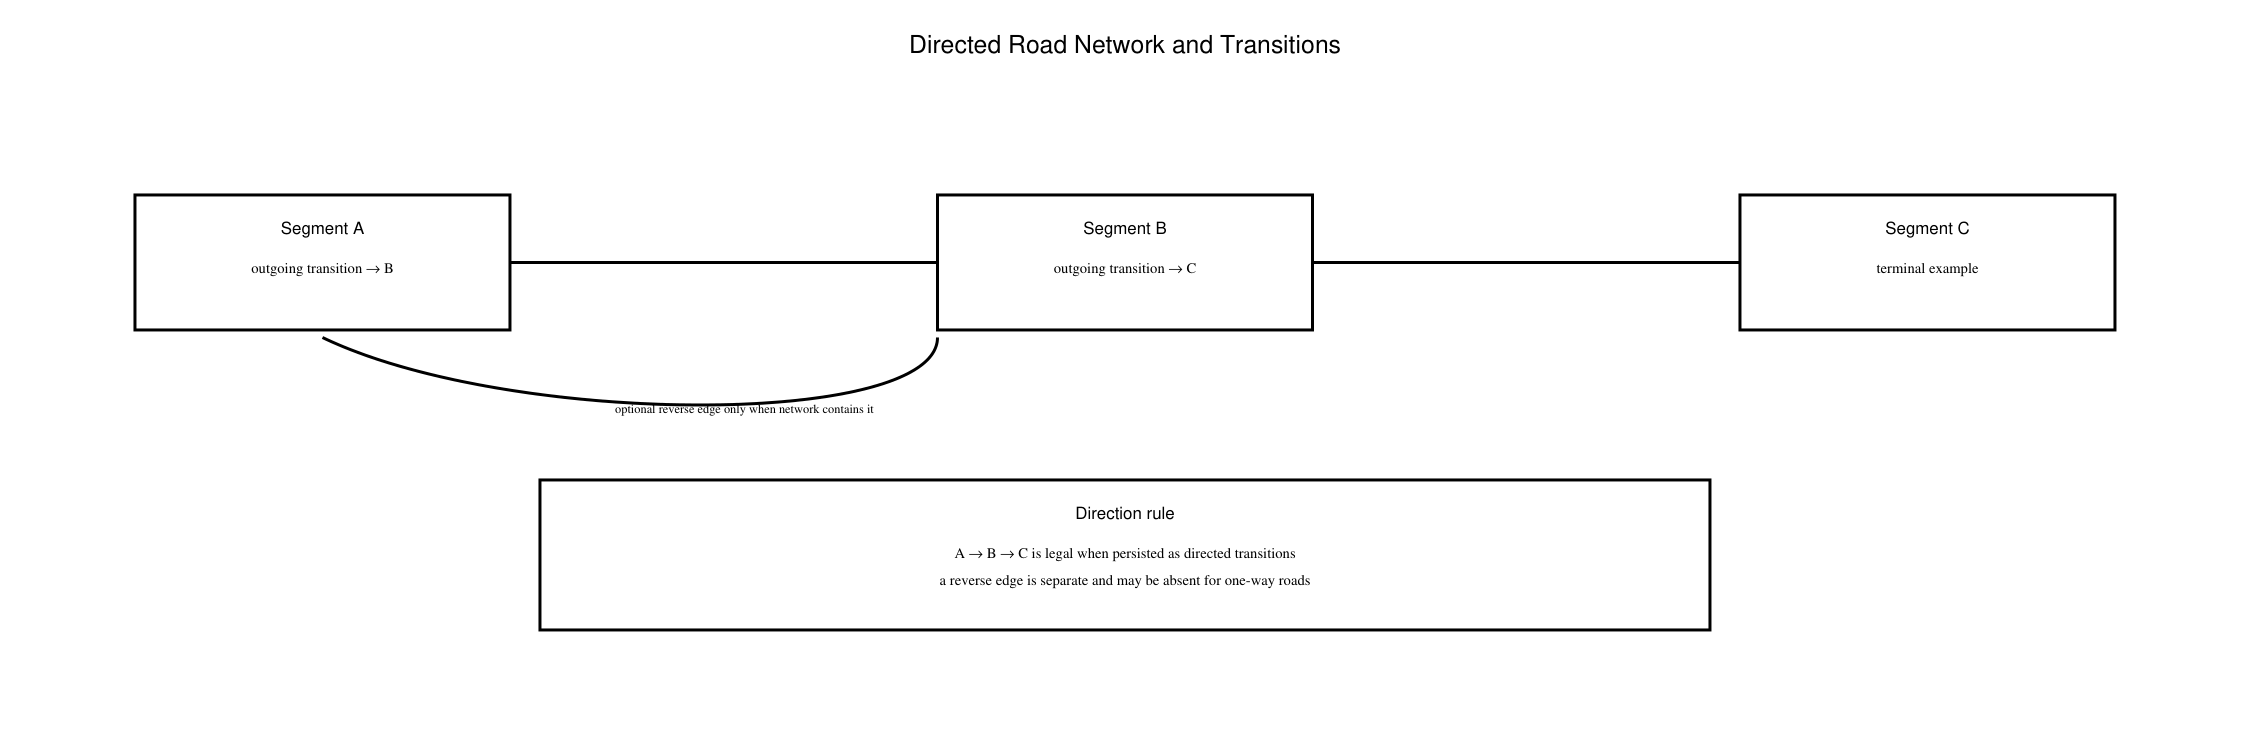 Directed Road Network and Transitions
Segment A
outgoing transition → B
Segment B
outgoing transition → C
Segment C
terminal example
optional reverse edge only when network contains it
Direction rule
A → B → C is legal when persisted as directed transitions
a reverse edge is separate and may be absent for one-way roads